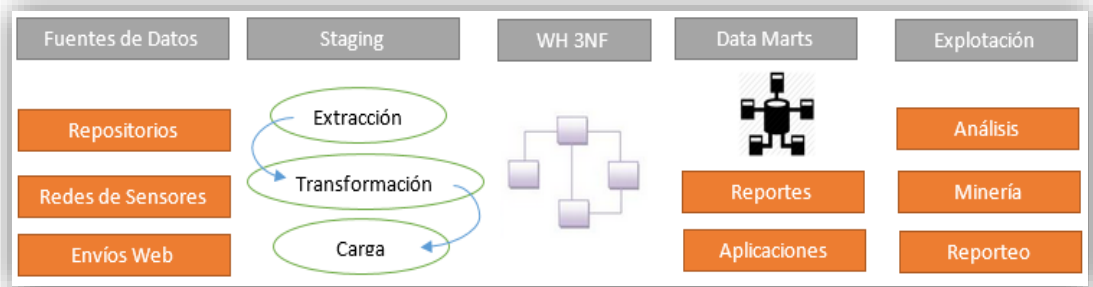 Fuentes de Datos
Staging
WH 3NF
Data Marts
Explotación
Repositorios
Redes de Sensores
Envíos Web
Extracción
Transformación
Carga
Reportes
Aplicaciones
Análisis
Minería
Reporteo